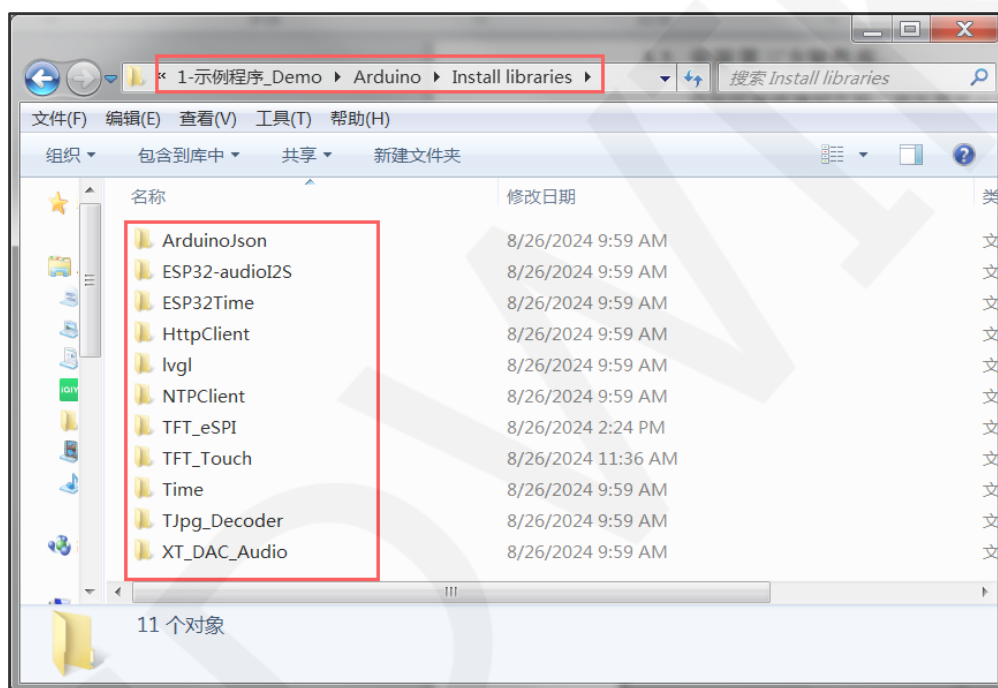 « 1-示例程序_Demo ▸ Arduino ▸ Install libraries ▸
搜索 Install libraries
文件(F) 编辑(E) 查看(V) 工具(T) 帮助(H)
组织 包含到库中 共享 新建文件夹
名称 修改日期 类
ArduinoJson 8/26/2024 9:59 AM 文
ESP32-audioI2S 8/26/2024 9:59 AM 文
ESP32Time 8/26/2024 9:59 AM 文
HttpClient 8/26/2024 9:59 AM 文
lvgl 8/26/2024 9:59 AM 文
NTPClient 8/26/2024 9:59 AM 文
TFT_eSPI 8/26/2024 2:24 PM 文
TFT_Touch 8/26/2024 11:36 AM 文
Time 8/26/2024 9:59 AM 文
TJpg_Decoder 8/26/2024 9:59 AM 文
XT_DAC_Audio 8/26/2024 9:59 AM 文
11 个对象